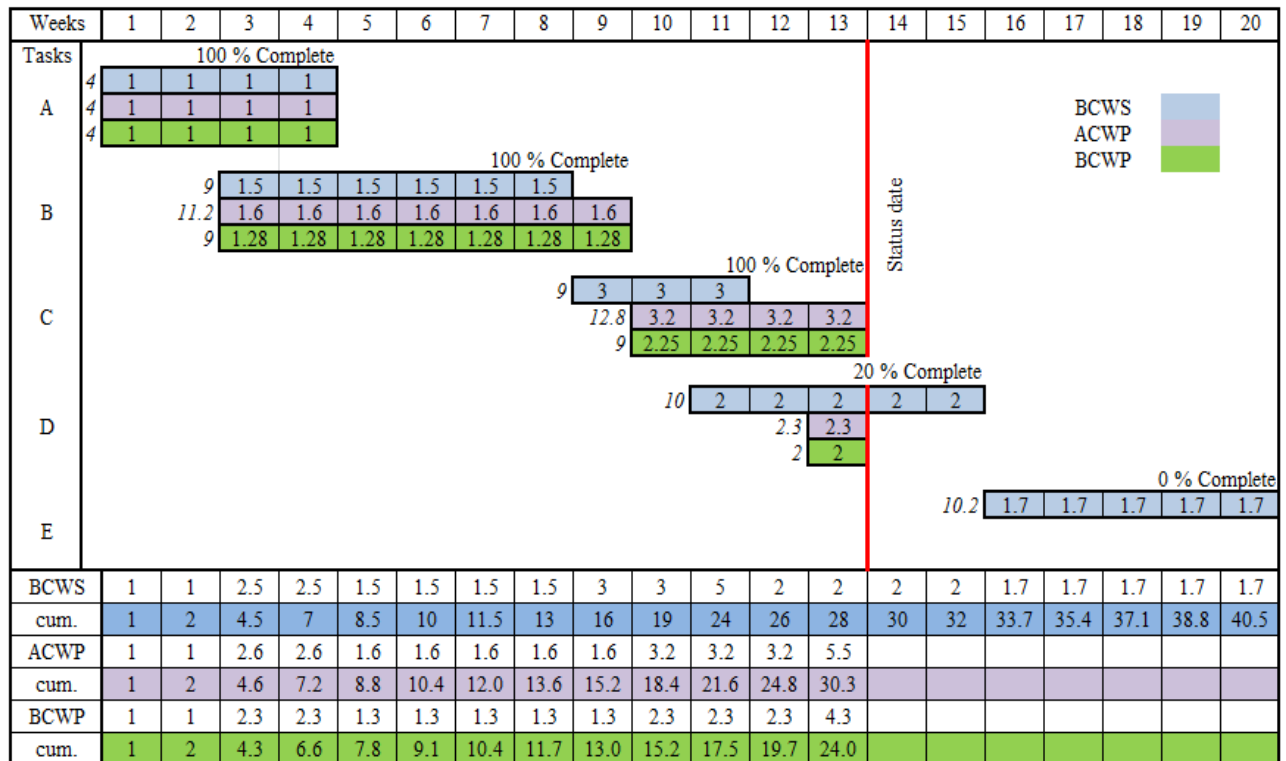 Weeks 1 2 3 4 5 6 7 8 9 10 11 12 13 14 15 16 17 18 19 20
Tasks 100 % Complete
4 1 1 1 1
A 4 1 1 1 1
4 1 1 1 1
BCWS
ACWP
BCWP
100 % Complete
9 1.5 1.5 1.5 1.5 1.5 1.5
B 11.2 1.6 1.6 1.6 1.6 1.6 1.6 1.6
9 1.28 1.28 1.28 1.28 1.28 1.28 1.28
Status date
100 % Complete
9 3 3 3
C 12.8 3.2 3.2 3.2 3.2
9 2.25 2.25 2.25 2.25
20 % Complete
10 2 2 2 2 2
D 2.3 2.3
2 2
0 % Complete
10.2 1.7 1.7 1.7 1.7 1.7
E
BCWS 1 1 2.5 2.5 1.5 1.5 1.5 1.5 3 3 5 2 2 2 2 1.7 1.7 1.7 1.7 1.7
cum. 1 2 4.5 7 8.5 10 11.5 13 16 19 24 26 28 30 32 33.7 35.4 37.1 38.8 40.5
ACWP 1 1 2.6 2.6 1.6 1.6 1.6 1.6 1.6 3.2 3.2 3.2 5.5
cum. 1 2 4.6 7.2 8.8 10.4 12.0 13.6 15.2 18.4 21.6 24.8 30.3
BCWP 1 1 2.3 2.3 1.3 1.3 1.3 1.3 1.3 2.3 2.3 2.3 4.3
cum. 1 2 4.3 6.6 7.8 9.1 10.4 11.7 13.0 15.2 17.5 19.7 24.0